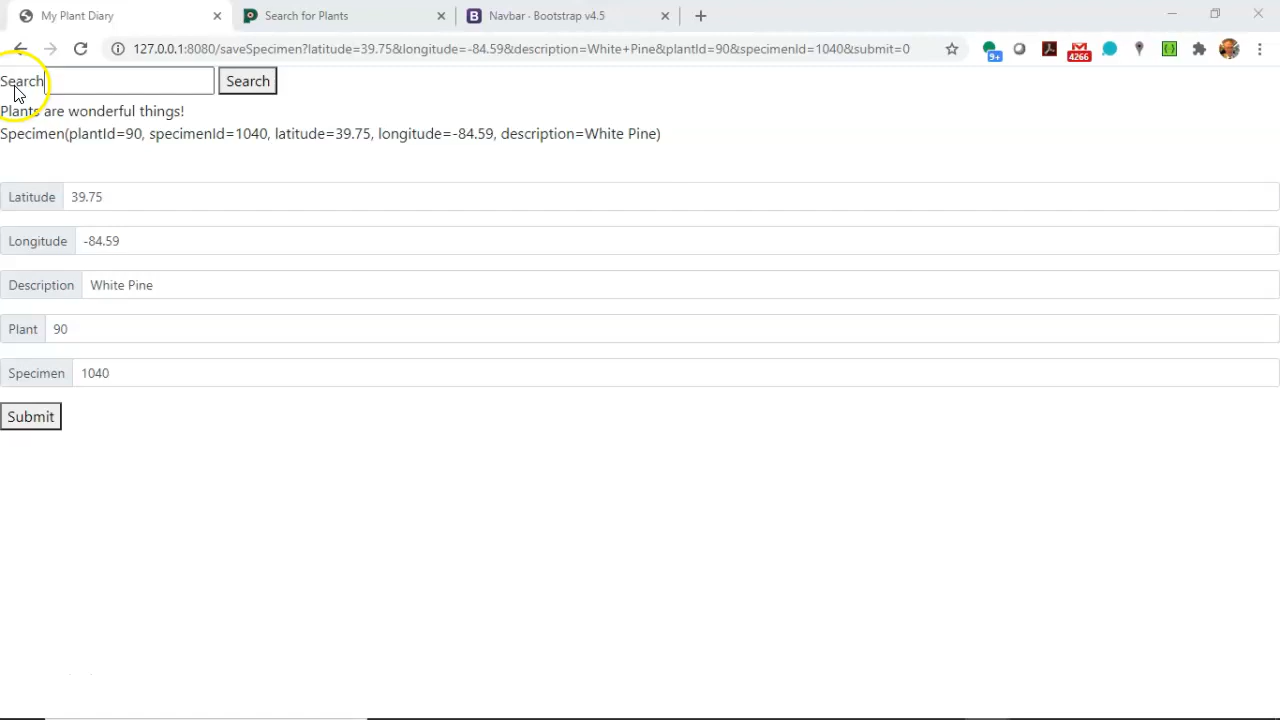 My Plant Diary
Search for Plants
Navbar · Bootstrap v4.5
127.0.0.1:8080/saveSpecimen?latitude=39.75&longitude=-84.59&description=White+Pine&plantId=90&specimenId=1040&submit=0
9+
4266
Search Search
Plants are wonderful things!
Specimen(plantId=90, specimenId=1040, latitude=39.75, longitude=-84.59, description=White Pine)
Latitude 39.75
Longitude -84.59
Description White Pine
Plant 90
Specimen 1040
Submit